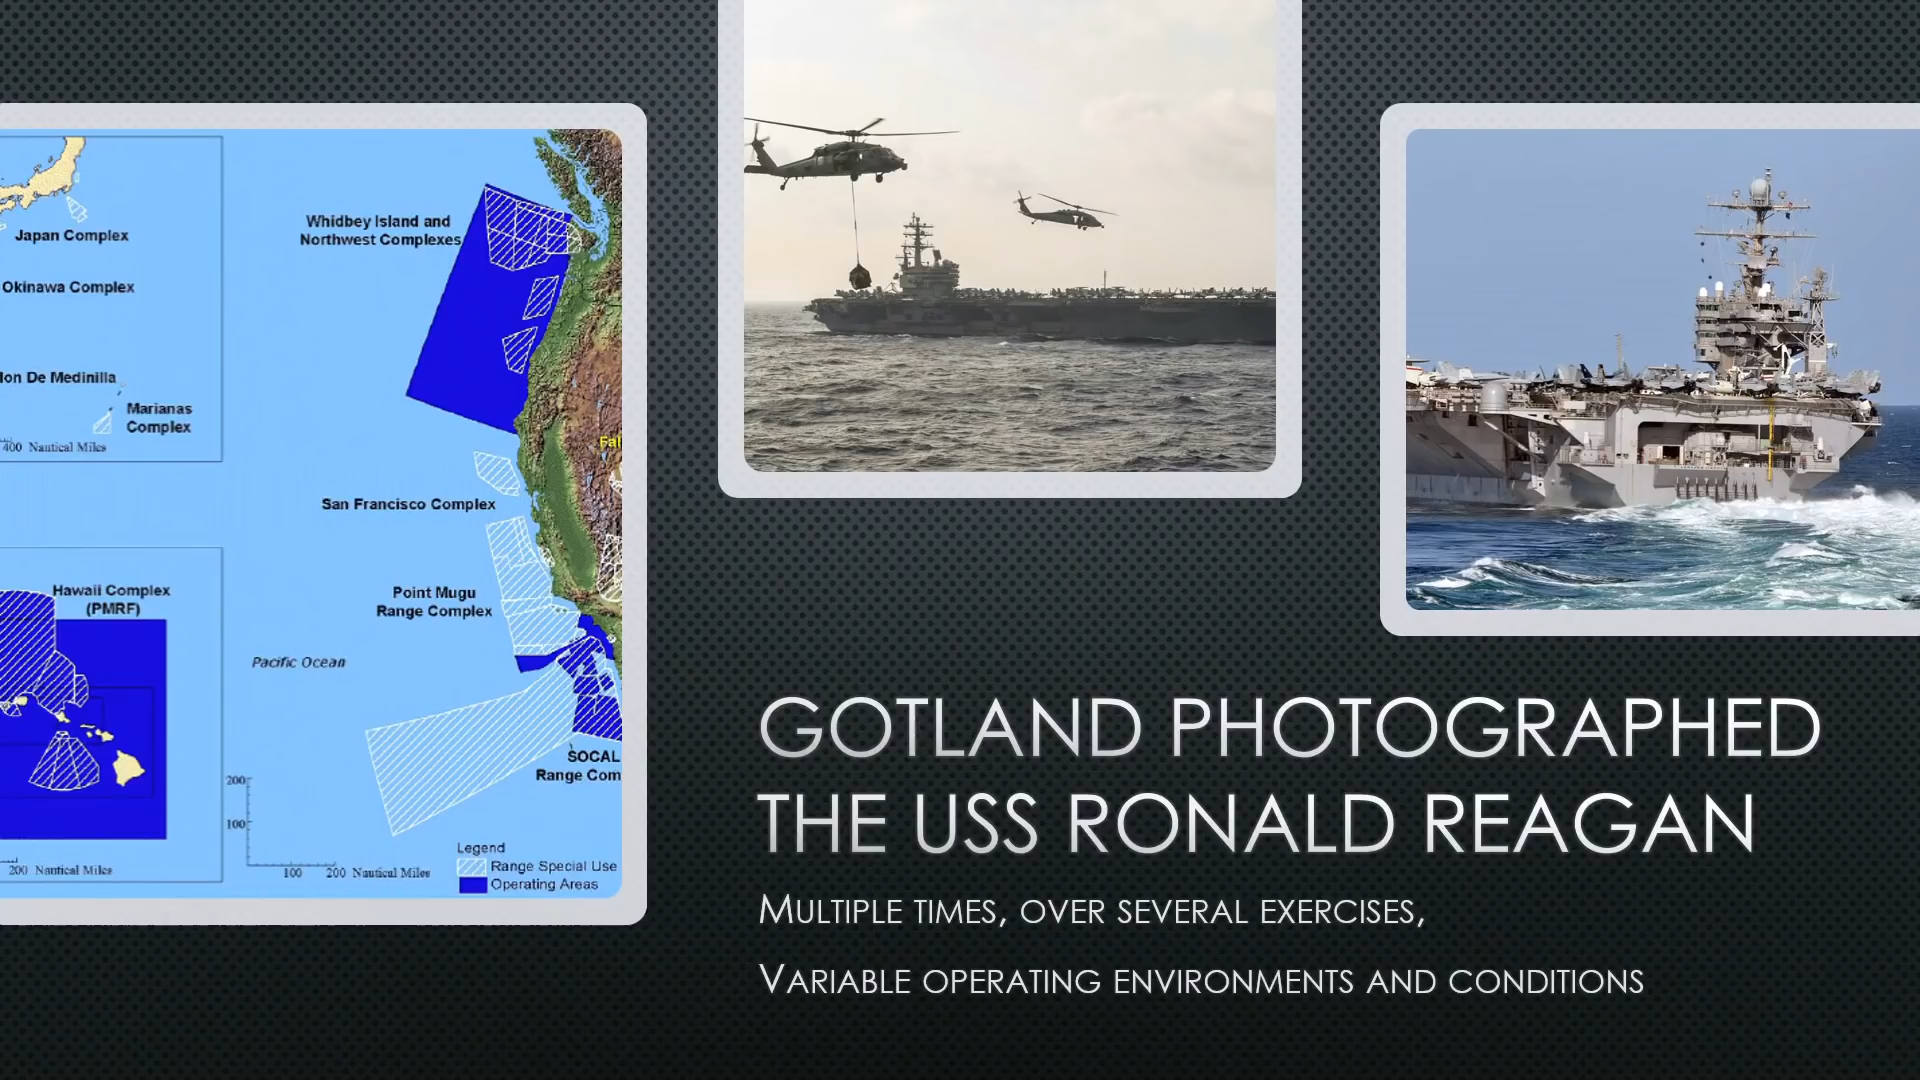 Japan Complex
Okinawa Complex
De Medinilla
Marianas
Complex
400 Nautical Miles
Whidbey Island and
Northwest Complexes
San Francisco Complex
Point Mugu
Range Complex
Hawaii Complex
(PMRF)
Pacific Ocean
SOCAL
Range Com
200
100
100 200 Nautical Miles
200 Nautical Miles
Legend
Range Special Use
Operating Areas
GOTLAND PHOTOGRAPHED
THE USS RONALD REAGAN
MULTIPLE TIMES, OVER SEVERAL EXERCISES,
VARIABLE OPERATING ENVIRONMENTS AND CONDITIONS